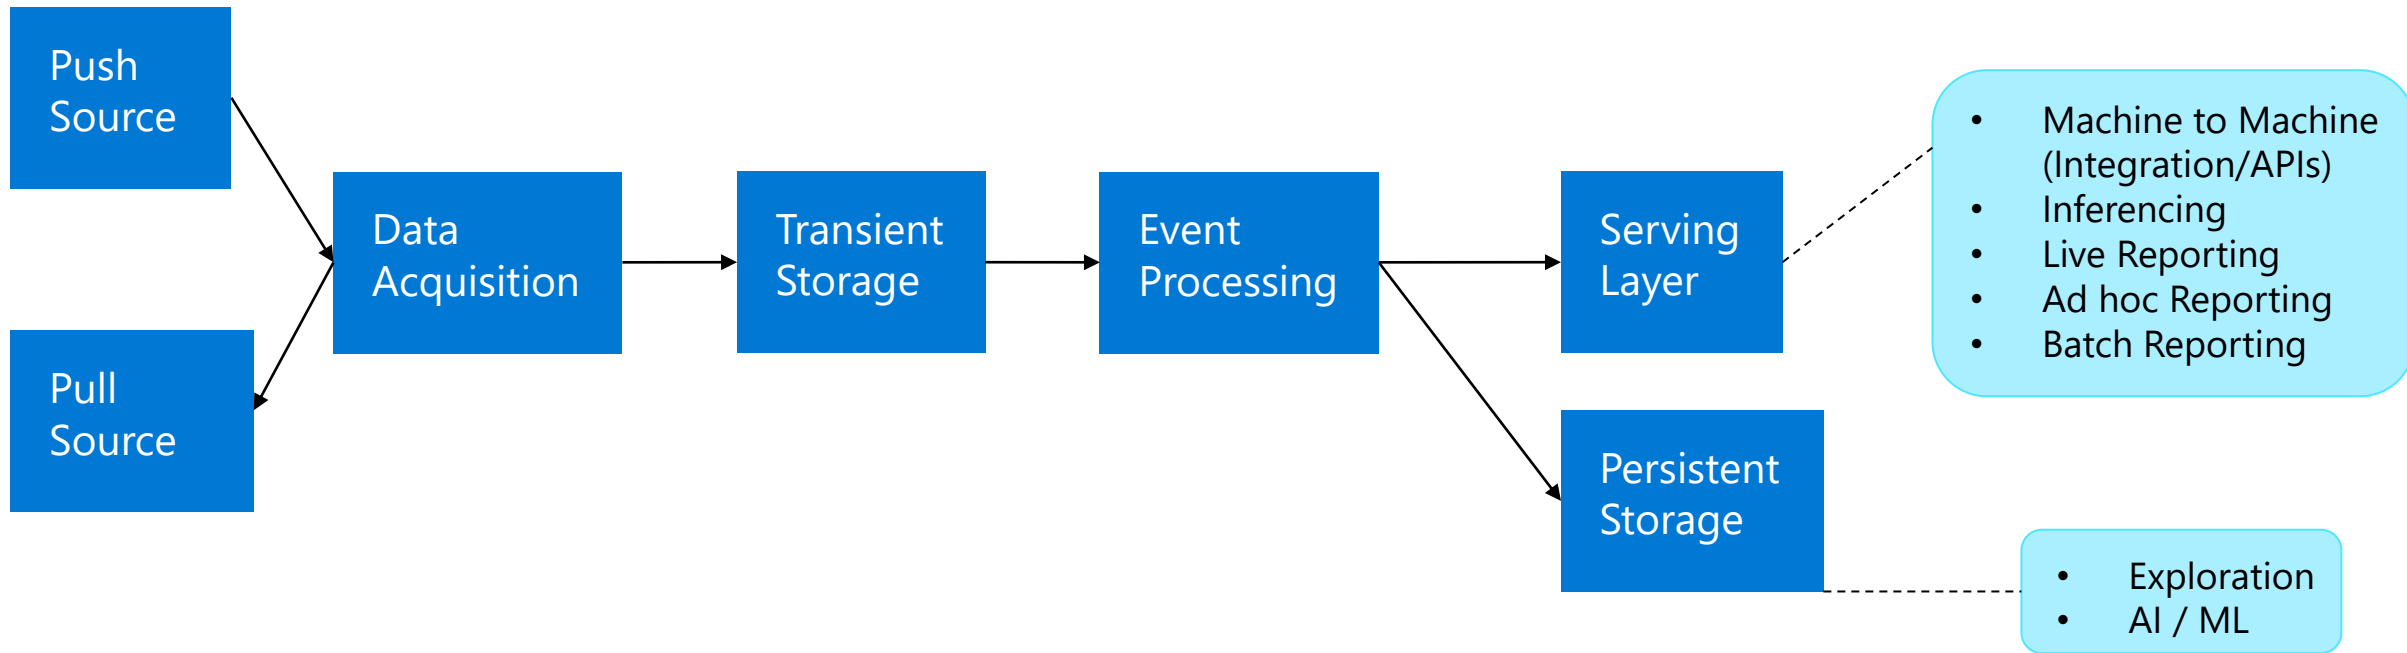 Push
Source
Pull
Source
Data
Acquisition
Transient
Storage
Event
Processing
Serving
Layer
Persistent
Storage
• Machine to Machine
(Integration/APIs)
• Inferencing
• Live Reporting
• Ad hoc Reporting
• Batch Reporting
• Exploration
• AI / ML